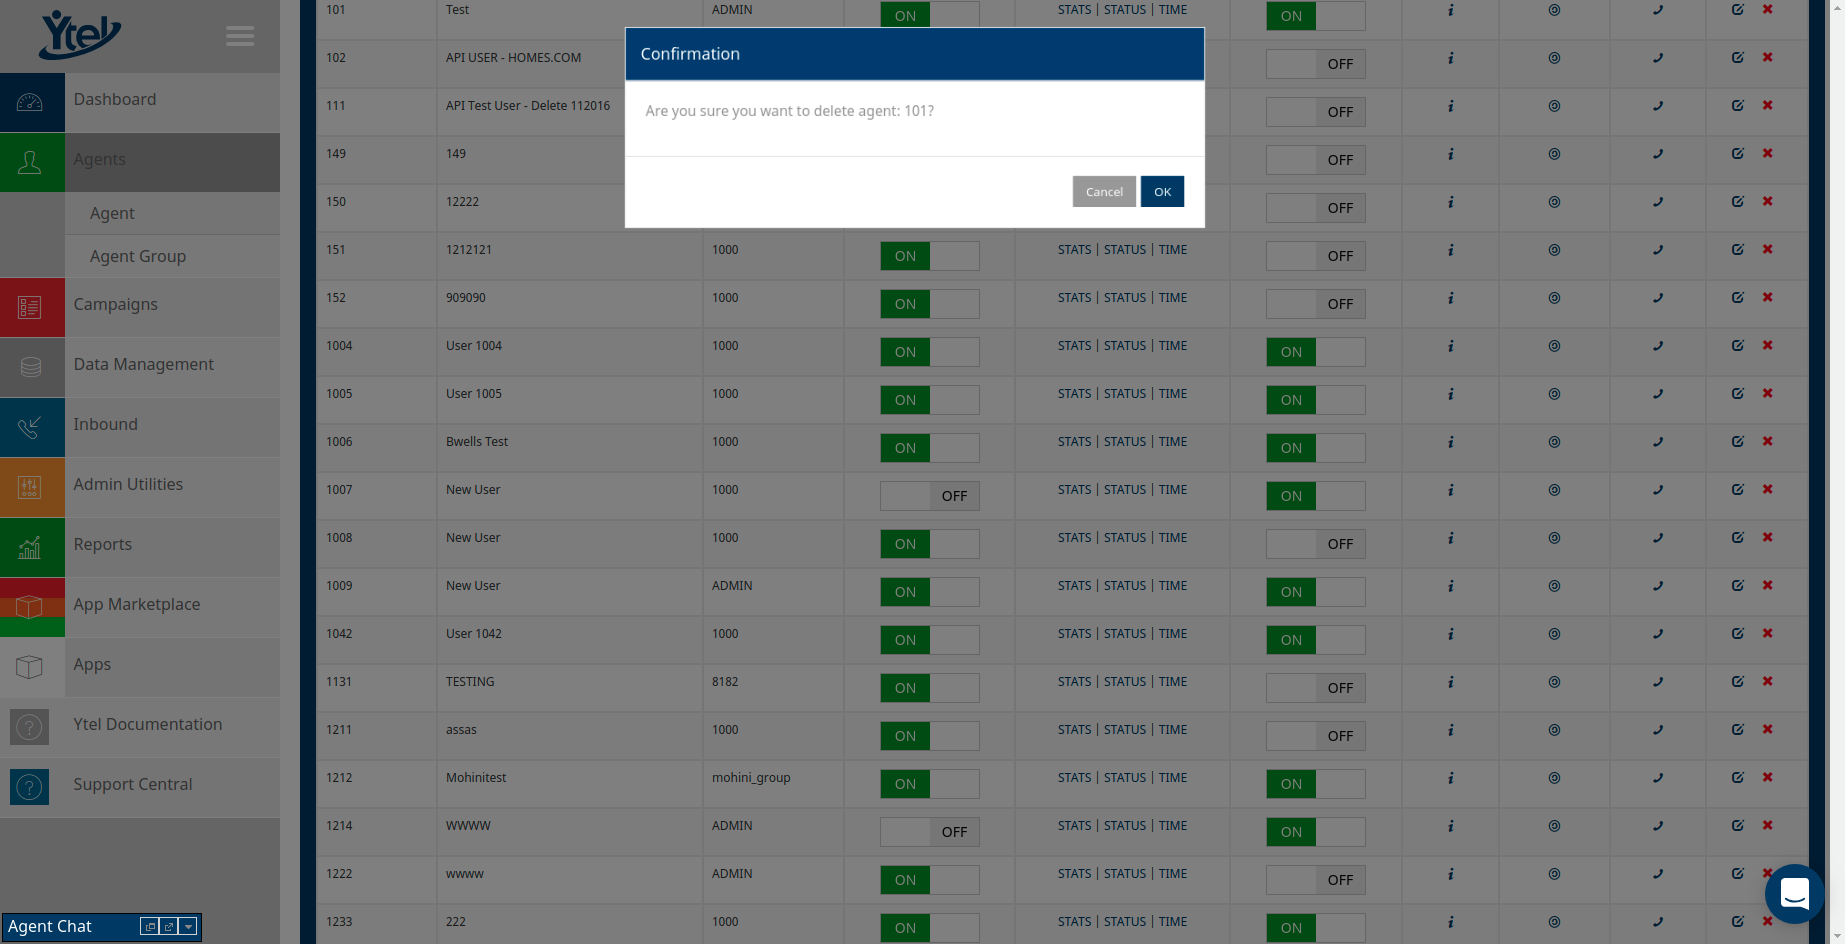 Ytel
Dashboard
Agents
Agent
Agent Group
Campaigns
Data Management
Inbound
Admin Utilities
Reports
App Marketplace
Apps
? Ytel Documentation
? Support Central
Agent Chat
Confirmation
Are you sure you want to delete agent: 101?
Cancel OK
101 Test ADMIN ON STATS | STATUS | TIME ON
102 API USER - HOMES.COM OFF
111 API Test User - Delete 112016 OFF
149 149 OFF
150 12222 OFF
151 1212121 1000 ON STATS | STATUS | TIME OFF
152 909090 1000 ON STATS | STATUS | TIME OFF
1004 User 1004 1000 ON STATS | STATUS | TIME ON
1005 User 1005 1000 ON STATS | STATUS | TIME ON
1006 Bwells Test 1000 ON STATS | STATUS | TIME ON
1007 New User 1000 OFF STATS | STATUS | TIME ON
1008 New User 1000 ON STATS | STATUS | TIME OFF
1009 New User ADMIN ON STATS | STATUS | TIME ON
1042 User 1042 1000 ON STATS | STATUS | TIME ON
1131 TESTING 8182 ON STATS | STATUS | TIME OFF
1211 assas 1000 ON STATS | STATUS | TIME OFF
1212 Mohinitest mohini_group ON STATS | STATUS | TIME ON
1214 WWWW ADMIN OFF STATS | STATUS | TIME ON
1222 wwww ADMIN ON STATS | STATUS | TIME OFF
1233 222 1000 ON STATS | STATUS | TIME ON